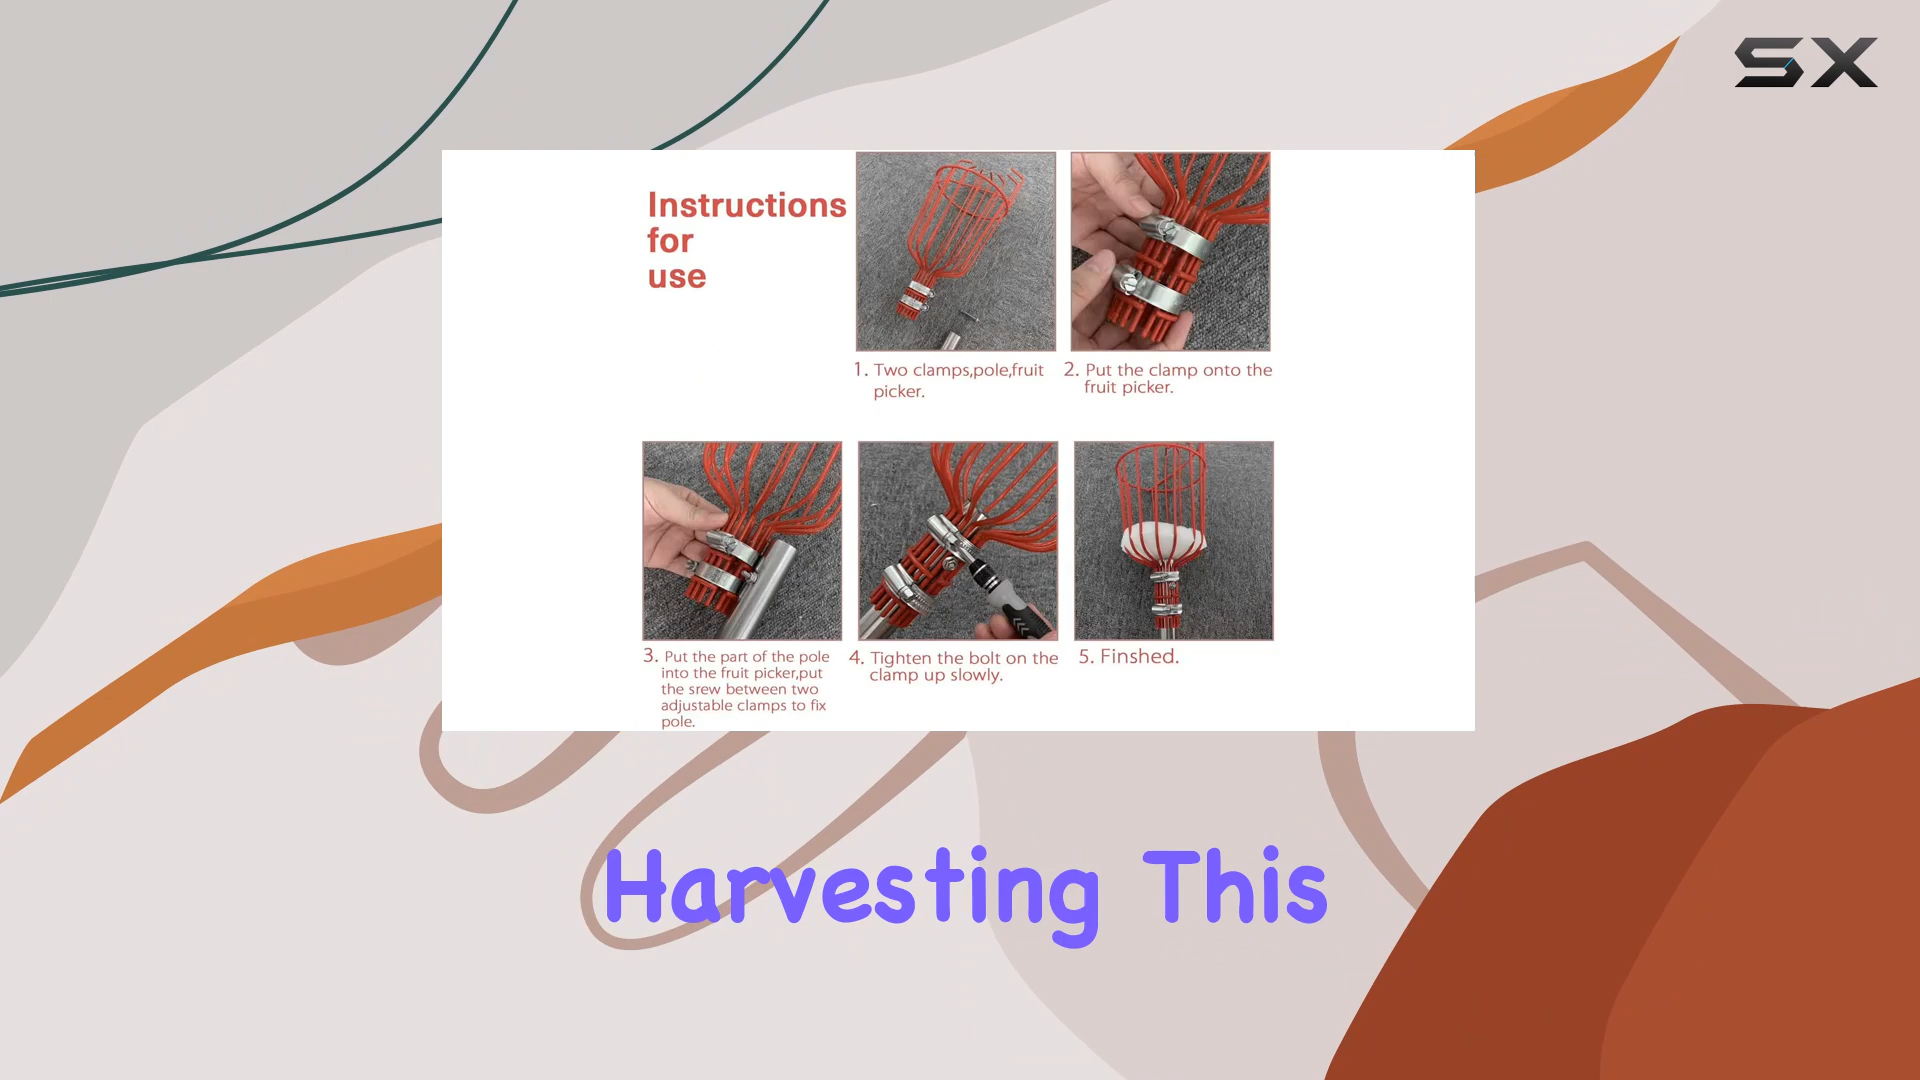 SX
Instructions
for
use
1. Two clamps,pole,fruit
picker.
2. Put the clamp onto the
fruit picker.
3. Put the part of the pole
into the fruit picker,put
the srew between two
adjustable clamps to fix
pole.
4. Tighten the bolt on the
clamp up slowly.
5. Finshed.
Harvesting This